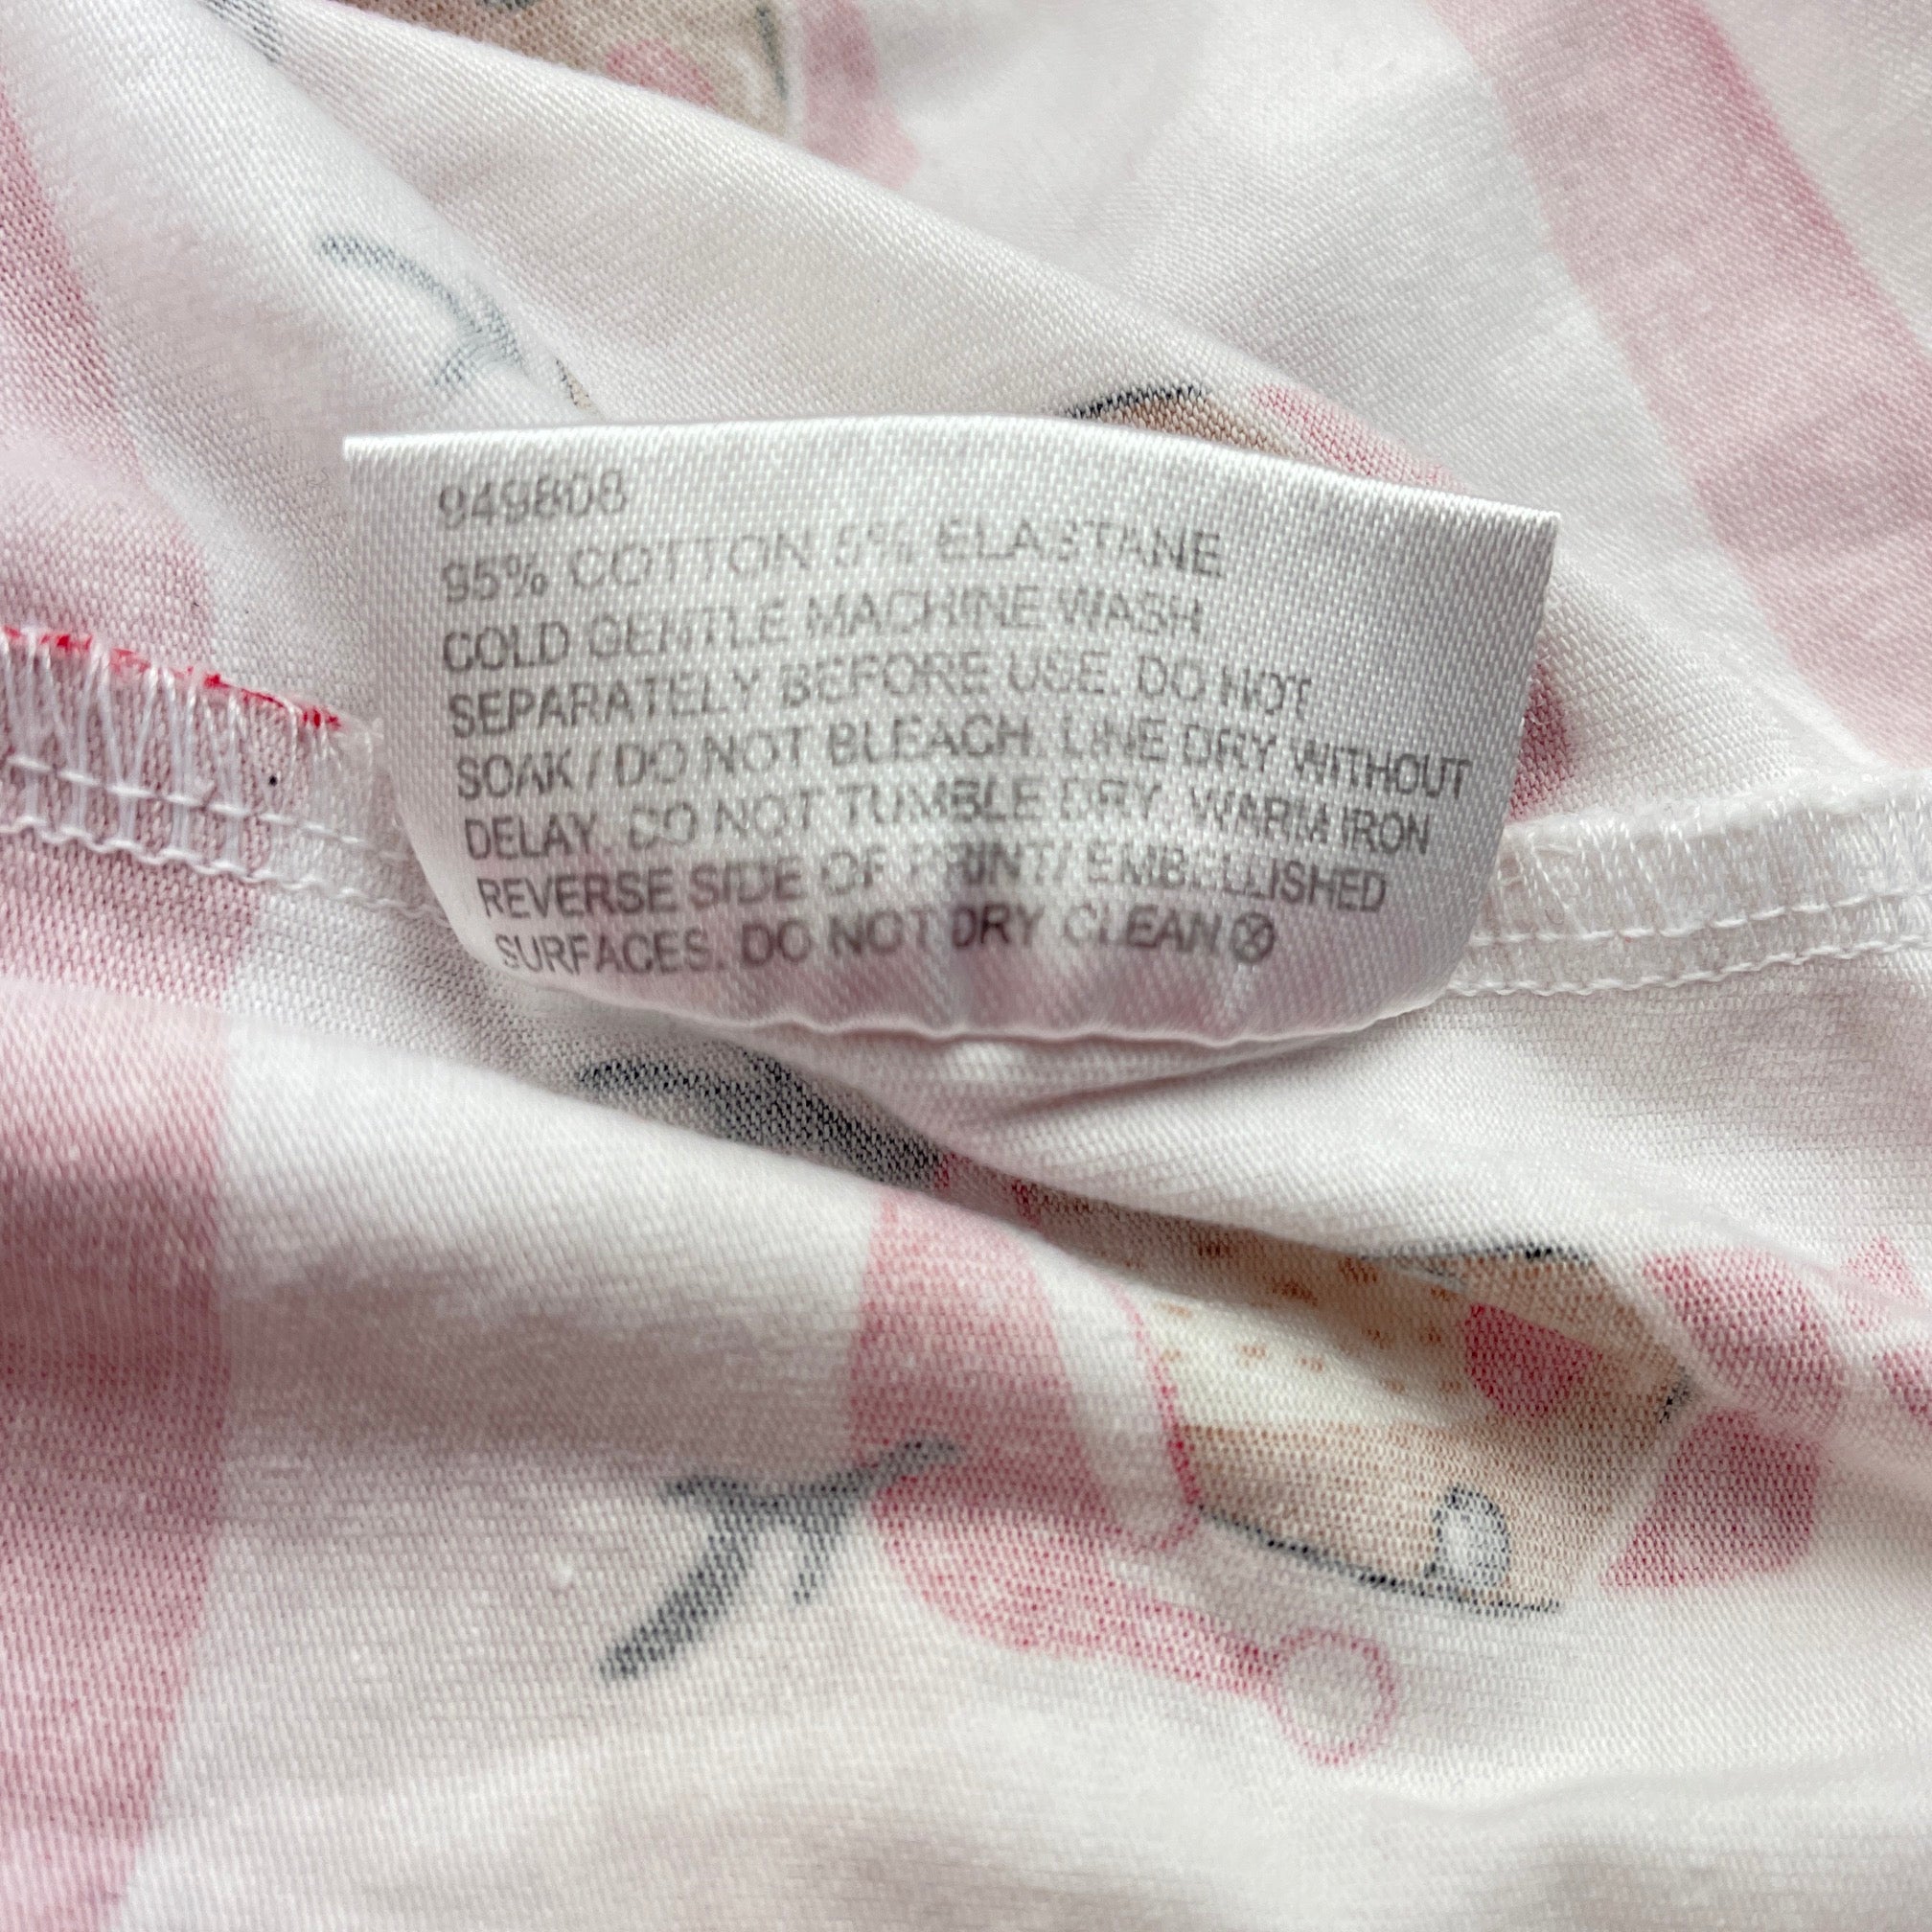 949808
95% COTTON 5% ELASTANE
COLD GENTLE MACHINE WASH
SEPARATELY BEFORE USE. DO NOT
SOAK / DO NOT BLEACH. LINE DRY WITHOUT
DELAY. DO NOT TUMBLE DRY. WARM IRON
REVERSE SIDE OF PRINT/ EMBELLISHED
SURFACES. DO NOT DRY CLEAN